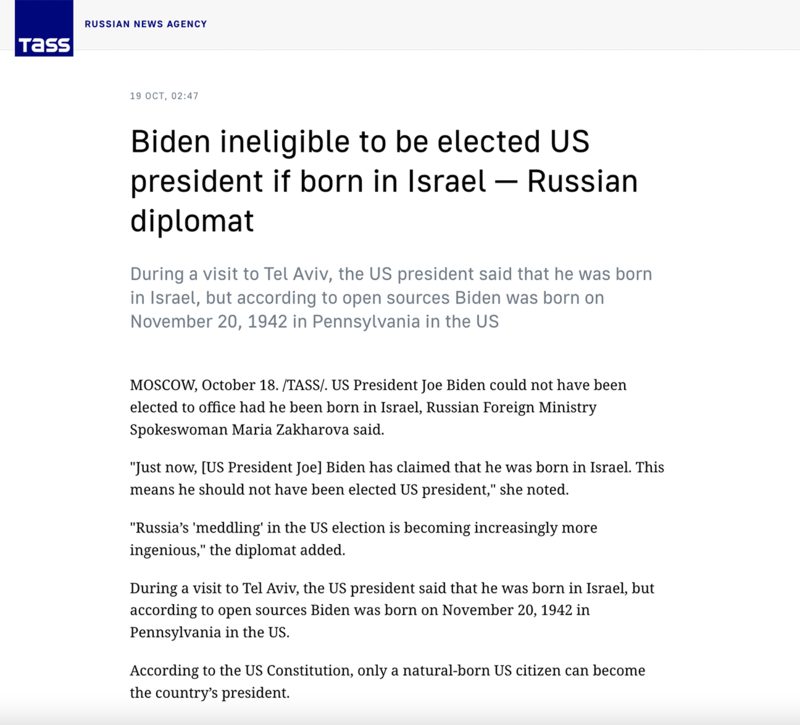 TASS
RUSSIAN NEWS AGENCY
19 OCT, 02:47
Biden ineligible to be elected US
president if born in Israel — Russian
diplomat
During a visit to Tel Aviv, the US president said that he was born
in Israel, but according to open sources Biden was born on
November 20, 1942 in Pennsylvania in the US
MOSCOW, October 18. /TASS/. US President Joe Biden could not have been
elected to office had he been born in Israel, Russian Foreign Ministry
Spokeswoman Maria Zakharova said.
"Just now, [US President Joe] Biden has claimed that he was born in Israel. This
means he should not have been elected US president," she noted.
"Russia’s 'meddling' in the US election is becoming increasingly more
ingenious," the diplomat added.
During a visit to Tel Aviv, the US president said that he was born in Israel, but
according to open sources Biden was born on November 20, 1942 in
Pennsylvania in the US.
According to the US Constitution, only a natural-born US citizen can become
the country’s president.